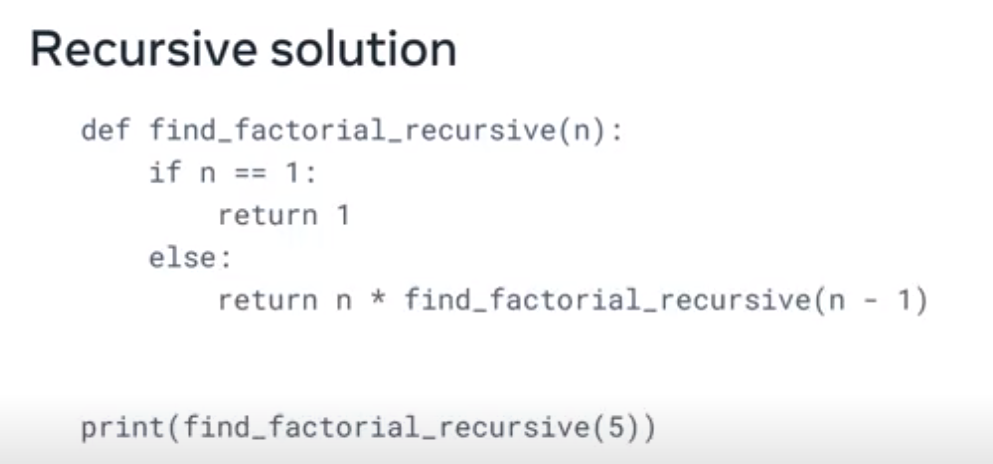 Recursive solution
def find_factorial_recursive(n):
    if n == 1:
        return 1
    else:
        return n * find_factorial_recursive(n - 1)
print(find_factorial_recursive(5))